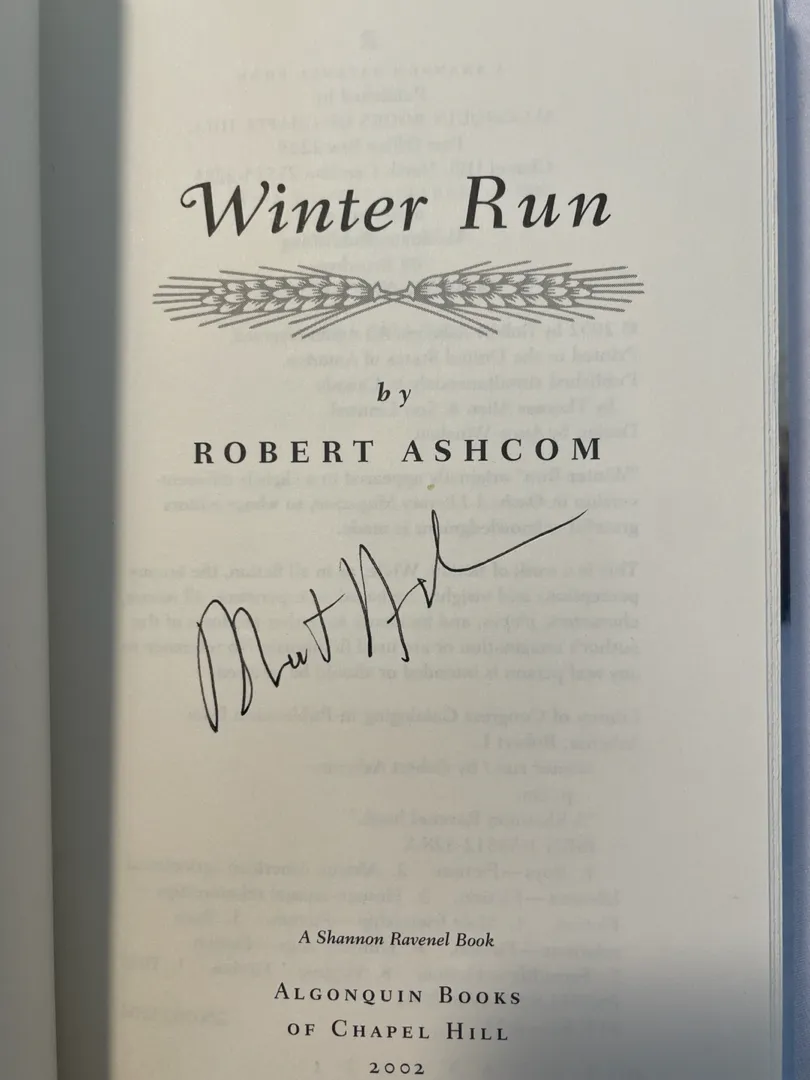 Winter Run
by
ROBERT ASHCOM
A Shannon Ravenel Book
ALGONQUIN BOOKS
OF CHAPEL HILL
2002